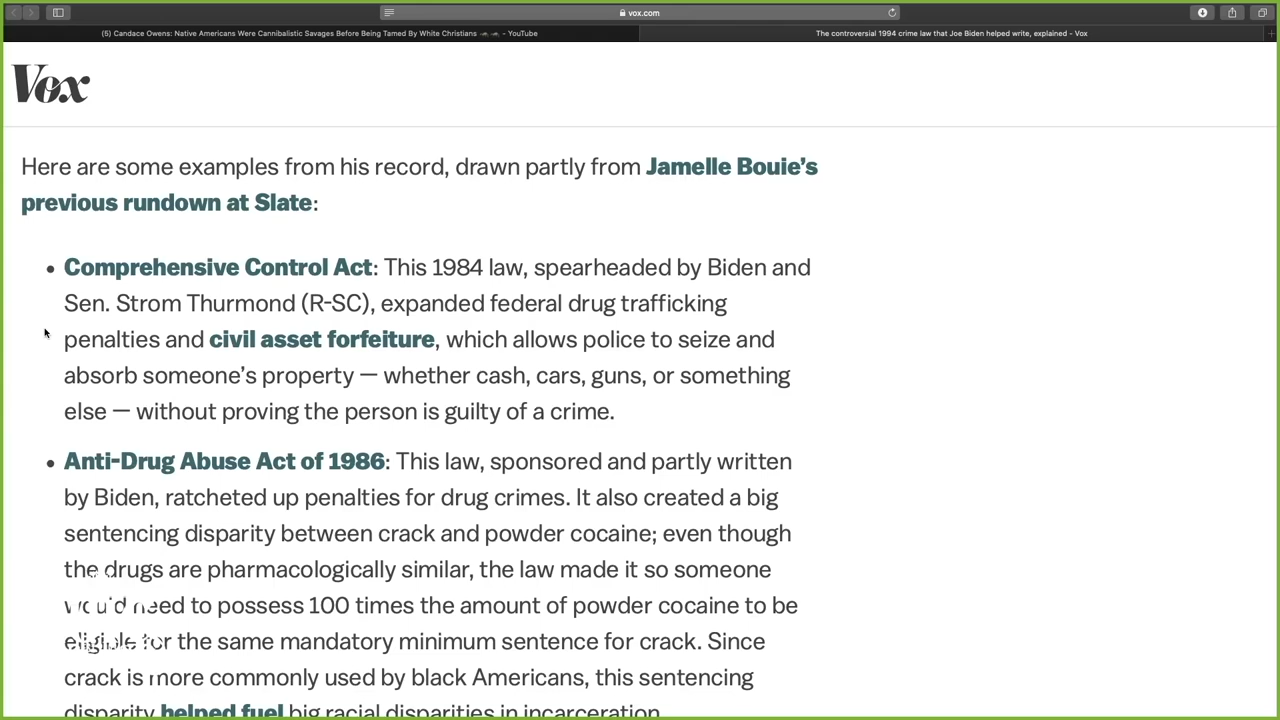 vox.com
(5) Candace Owens: Native Americans Were Cannibalistic Savages Before Being Tamed By White Christians 🐊 🐊 - YouTube
The controversial 1994 crime law that Joe Biden helped write, explained - Vox
Vox
Here are some examples from his record, drawn partly from Jamelle Bouie’s
previous rundown at Slate:
• Comprehensive Control Act: This 1984 law, spearheaded by Biden and
Sen. Strom Thurmond (R-SC), expanded federal drug trafficking
penalties and civil asset forfeiture, which allows police to seize and
absorb someone’s property — whether cash, cars, guns, or something
else — without proving the person is guilty of a crime.
• Anti-Drug Abuse Act of 1986: This law, sponsored and partly written
by Biden, ratcheted up penalties for drug crimes. It also created a big
sentencing disparity between crack and powder cocaine; even though
the drugs are pharmacologically similar, the law made it so someone
would need to possess 100 times the amount of powder cocaine to be
eligible for the same mandatory minimum sentence for crack. Since
crack is more commonly used by black Americans, this sentencing
disparity helped fuel big racial disparities in incarceration.